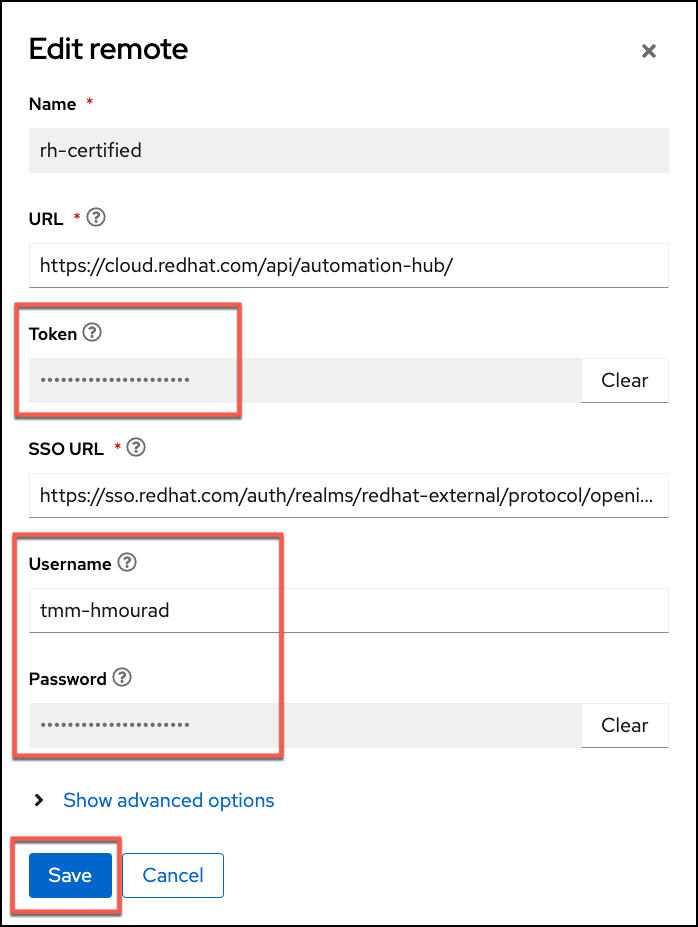 Edit remote
Name *
rh-certified
URL *
https://cloud.redhat.com/api/automation-hub/
Token
••••••••••••••••••••••
Clear
SSO URL *
https://sso.redhat.com/auth/realms/redhat-external/protocol/openi...
Username
tmm-hmourad
Password
••••••••••••••••••••••
Clear
Show advanced options
Save Cancel